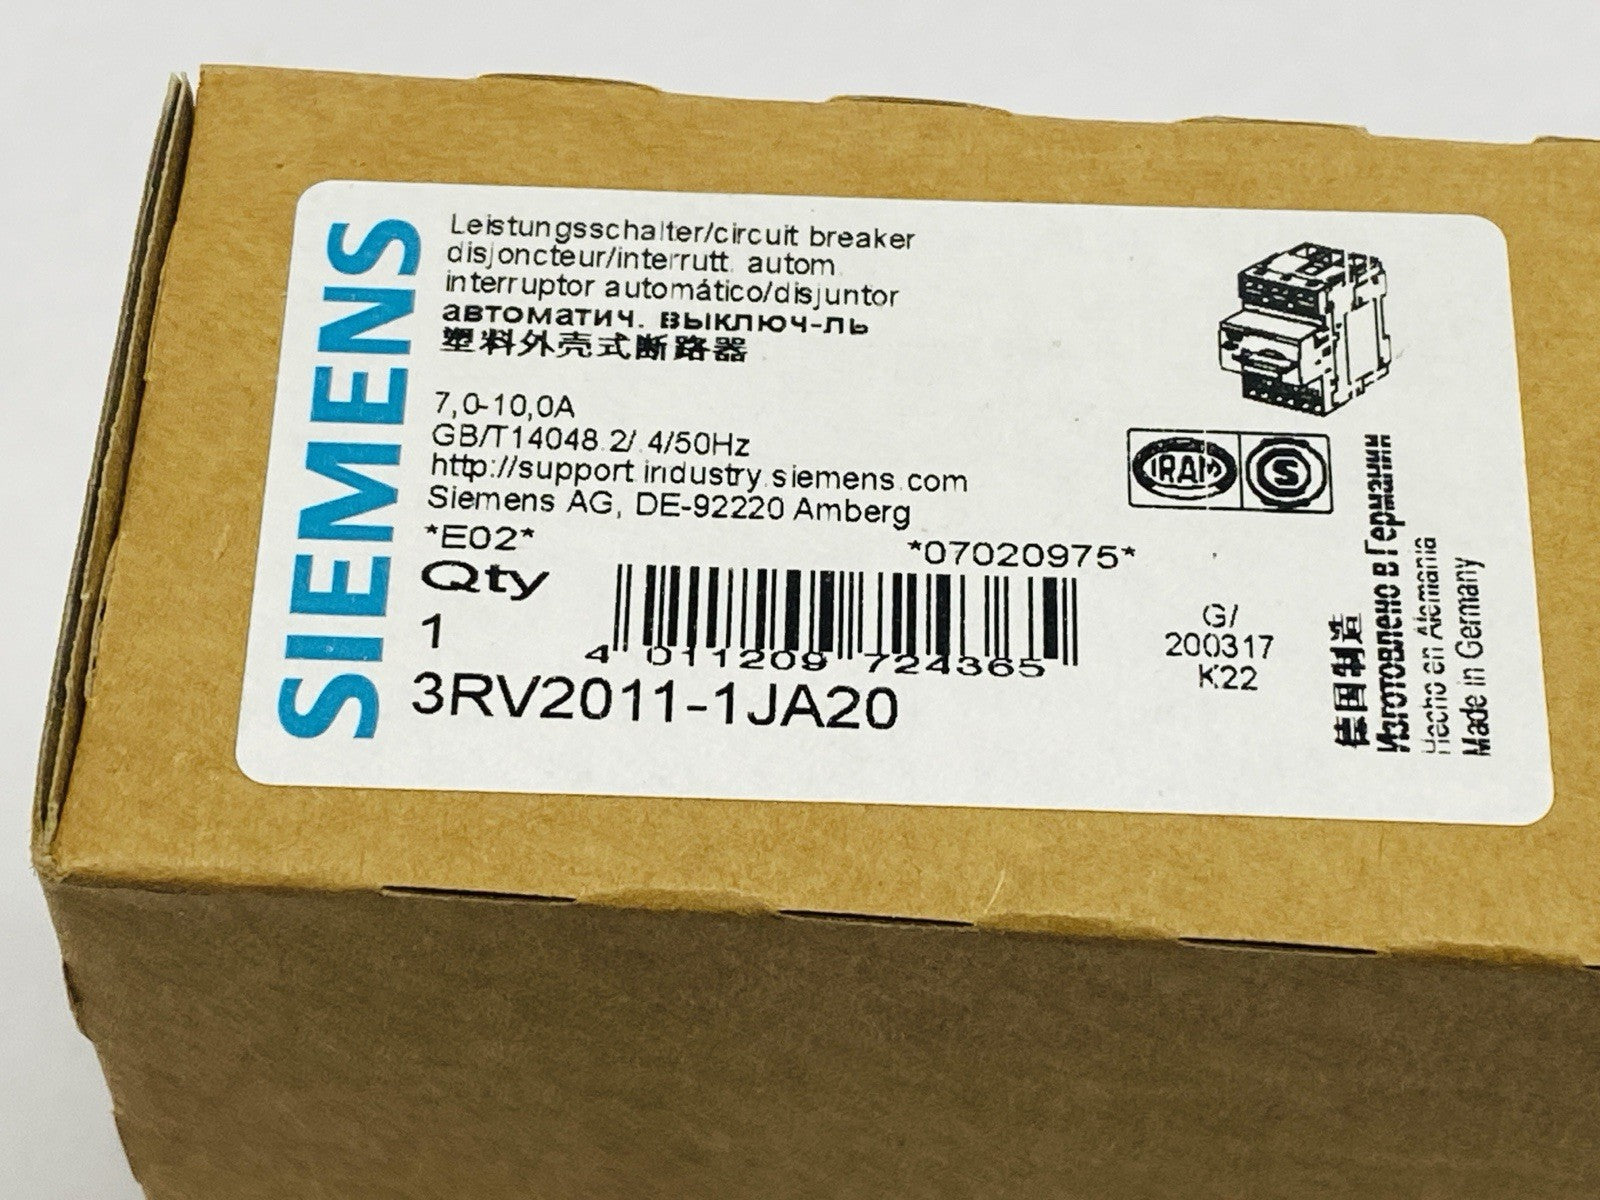 SIEMENS
Leistungsschalter/circuit breaker
disjoncteur/interrutt. autom.
interruptor automático/disjuntor
автоматич. выключ-ль
塑料外壳式断路器
7,0-10,0A
GB/T14048.2/.4/50Hz
http://support.industry.siemens.com
Siemens AG, DE-92220 Amberg
*E02*
*07020975*
Qty
1
4 011209 724365
3RV2011-1JA20
IRAM
S
G/
200317
K22
德国制造
Изготовлено в Германии
Hecho en Alemania
Made in Germany